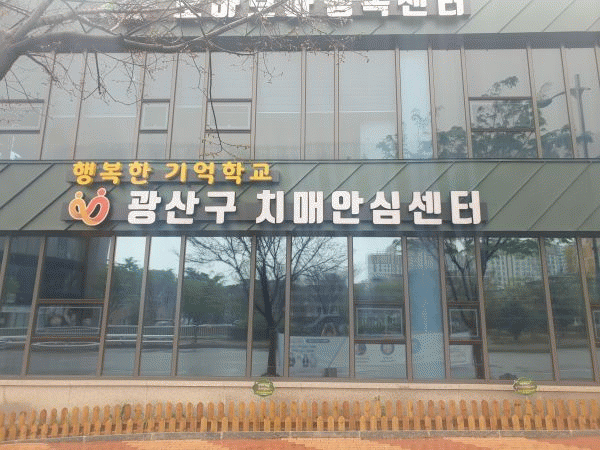 행복한 기억학교
광산구 치매안심센터